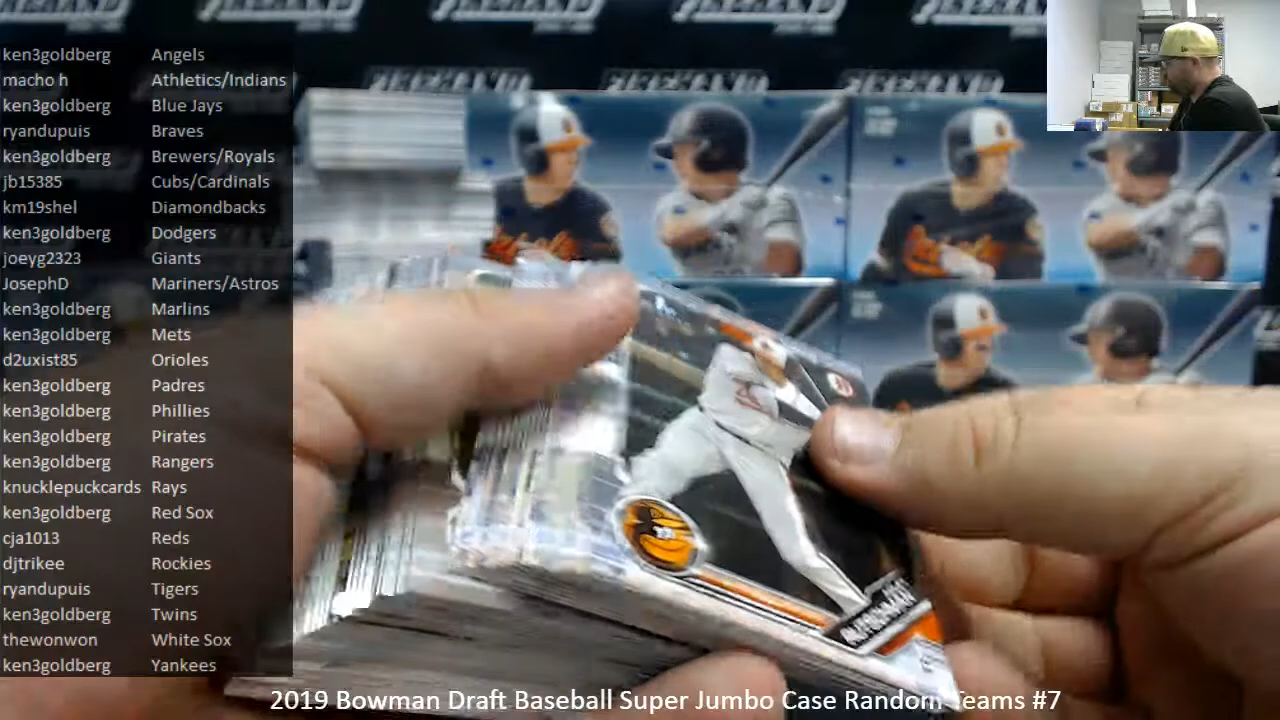 ken3goldberg Angels
macho h Athletics/Indians
ken3goldberg Blue Jays
ryandupuis Braves
ken3goldberg Brewers/Royals
jb15385 Cubs/Cardinals
km19shel Diamondbacks
ken3goldberg Dodgers
joeyg2323 Giants
JosephD Mariners/Astros
ken3goldberg Marlins
ken3goldberg Mets
d2uxist85 Orioles
ken3goldberg Padres
ken3goldberg Phillies
ken3goldberg Pirates
ken3goldberg Rangers
knucklepuckcards Rays
ken3goldberg Red Sox
cja1013 Reds
djtrikee Rockies
ryandupuis Tigers
ken3goldberg Twins
thewonwon White Sox
ken3goldberg Yankees
2019 Bowman Draft Baseball Super Jumbo Case Random Teams #7